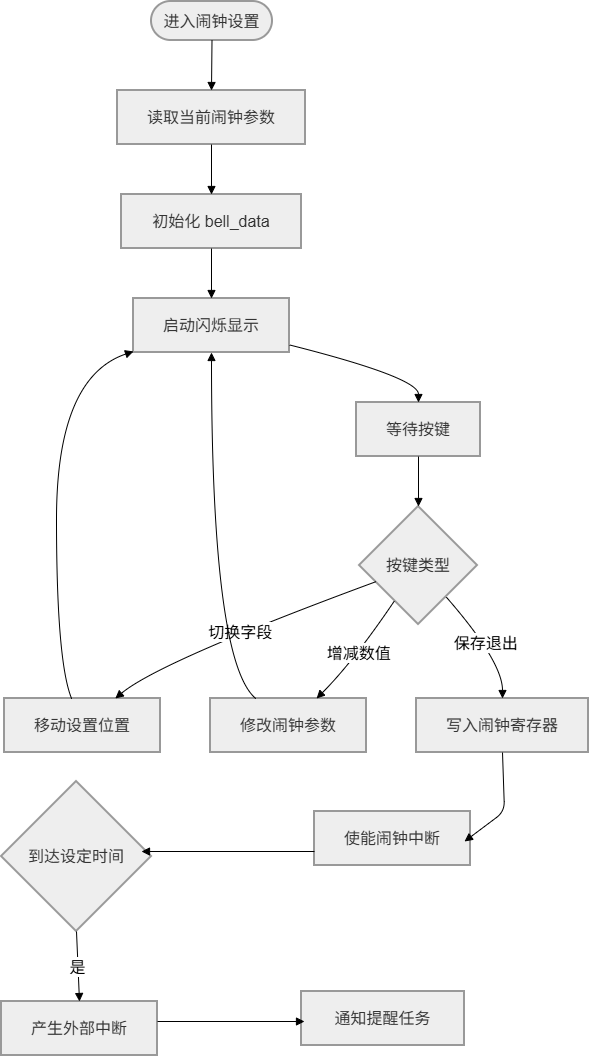 进入闹钟设置
读取当前闹钟参数
初始化 bell_data
启动闪烁显示
等待按键
按键类型
切换字段
增减数值
保存退出
移动设置位置
修改闹钟参数
写入闹钟寄存器
使能闹钟中断
到达设定时间
是
产生外部中断
通知提醒任务